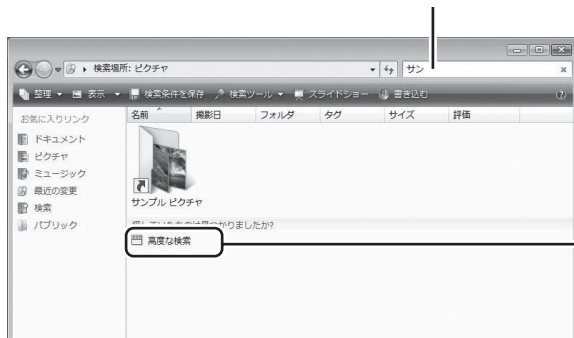 検索場所: ピクチャ サン
整理 表示 検索条件を保存 検索ツール スライドショー 書き込む
お気に入りリンク
ドキュメント
ピクチャ
ミュージック
最近の変更
検索
パブリック
名前 撮影日 フォルダ タグ サイズ 評価
サンプル ピクチャ
探していたものは見つかりましたか?
高度な検索